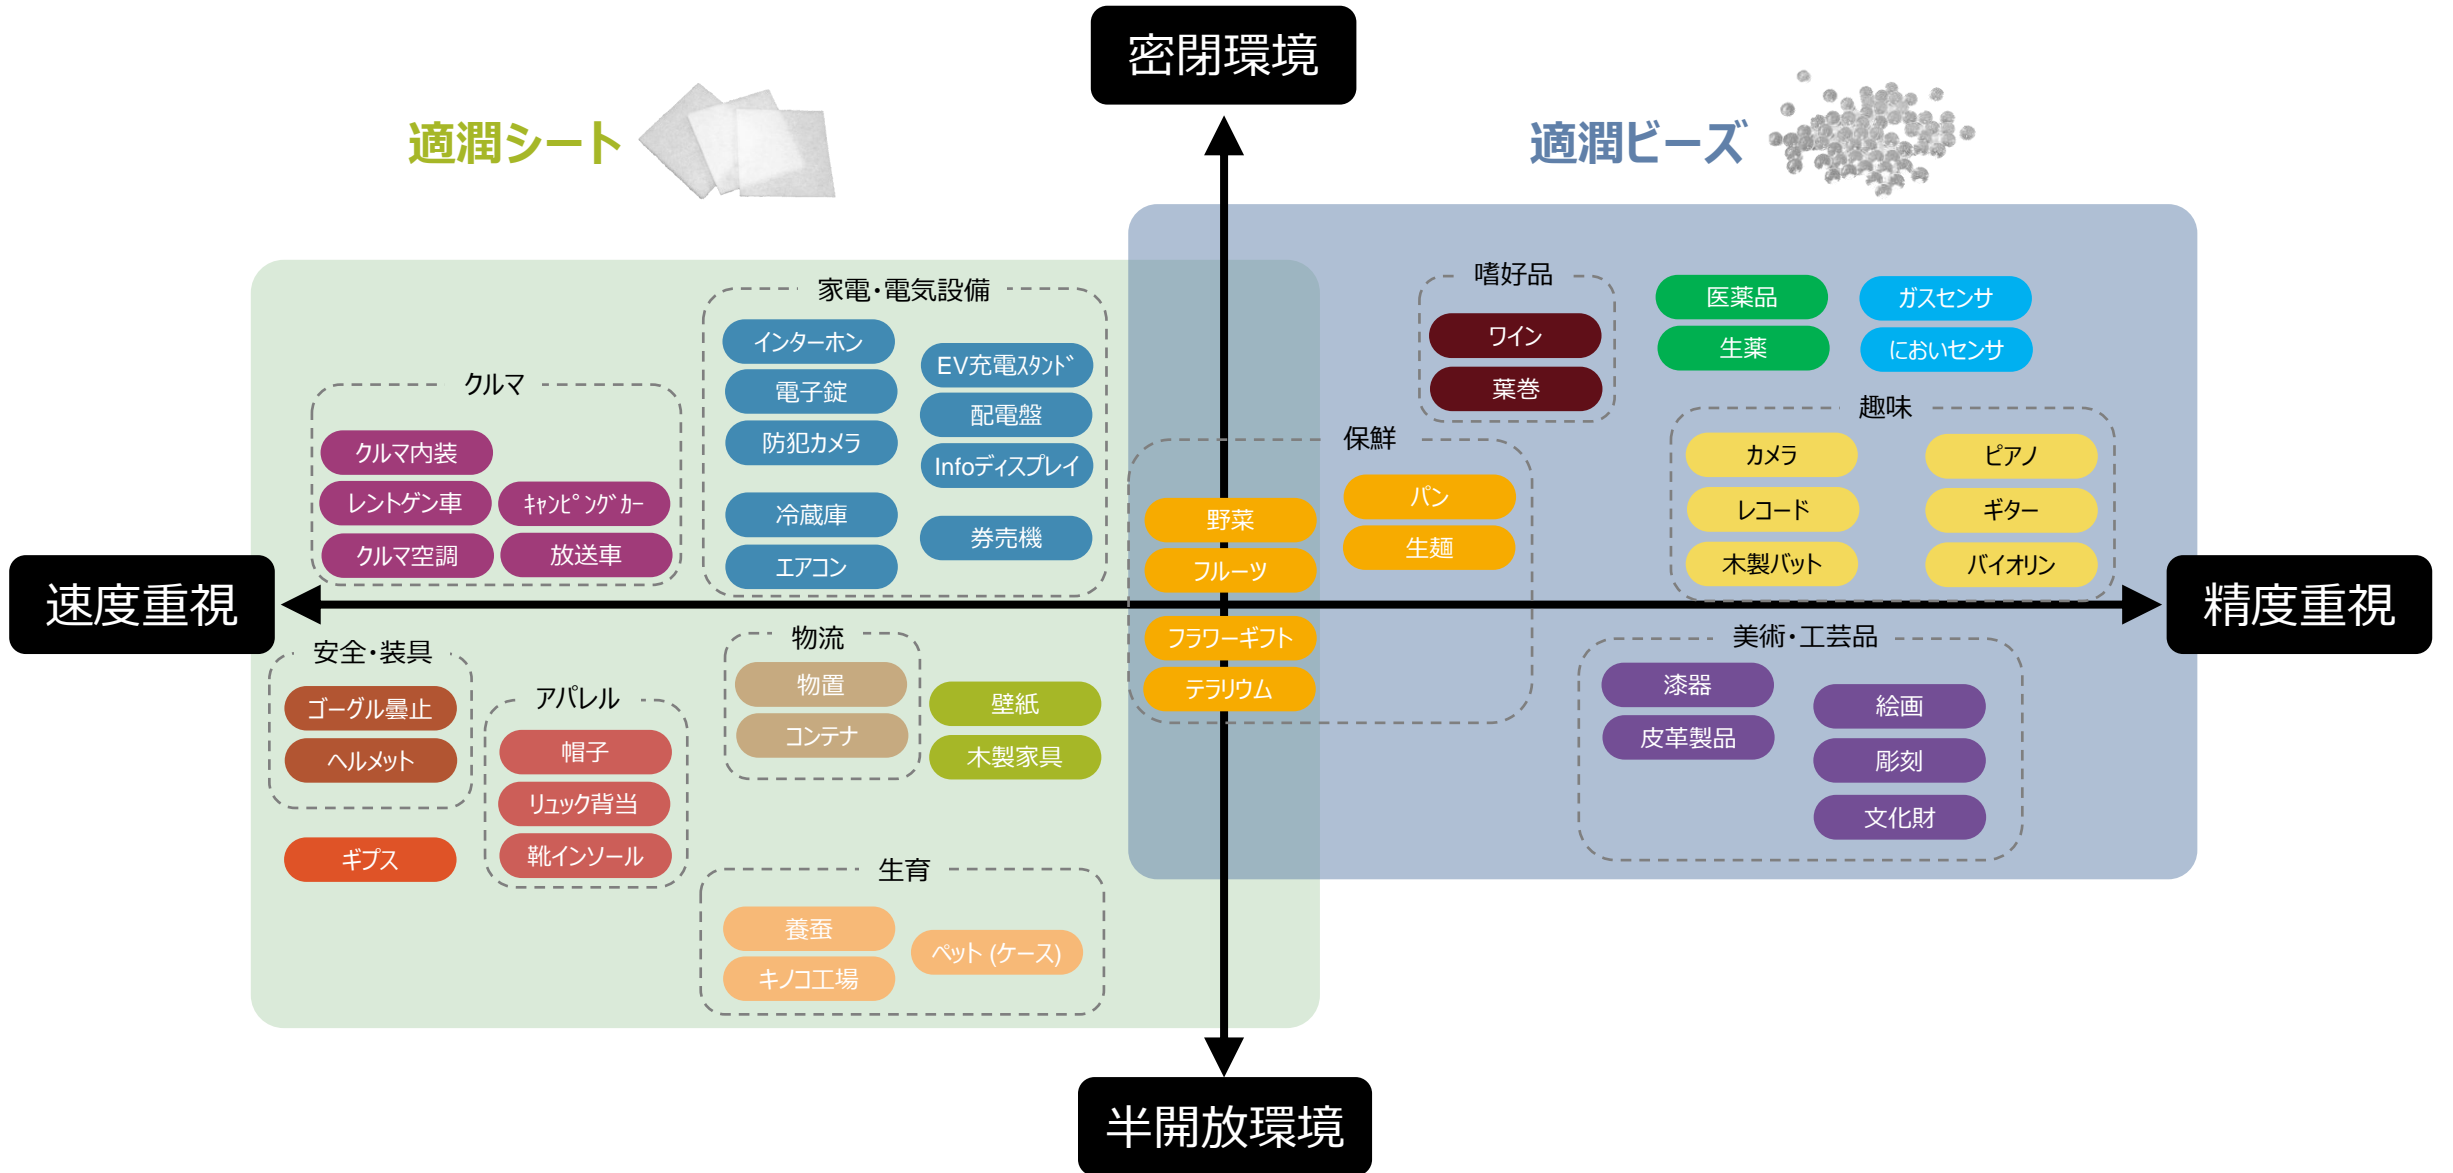 密閉環境
適潤シート
適潤ビーズ
家電・電気設備
インターホン
電子錠
防犯カメラ
冷蔵庫
エアコン
EV充電ｽﾀﾝﾄﾞ
配電盤
Infoディスプレイ
券売機
クルマ
クルマ内装
レントゲン車
クルマ空調
ｷｬﾝﾋﾟﾝｸﾞｶｰ
放送車
嗜好品
ワイン
葉巻
医薬品
生薬
ガスセンサ
においセンサ
保鮮
野菜
フルーツ
フラワーギフト
テラリウム
パン
生麺
趣味
カメラ
レコード
木製バット
ピアノ
ギター
バイオリン
速度重視
精度重視
安全・装具
ゴーグル曇止
ヘルメット
ギプス
アパレル
帽子
リュック背当
靴インソール
物流
物置
コンテナ
壁紙
木製家具
生育
養蚕
キノコ工場
ペット (ケース)
美術・工芸品
漆器
皮革製品
絵画
彫刻
文化財
半開放環境